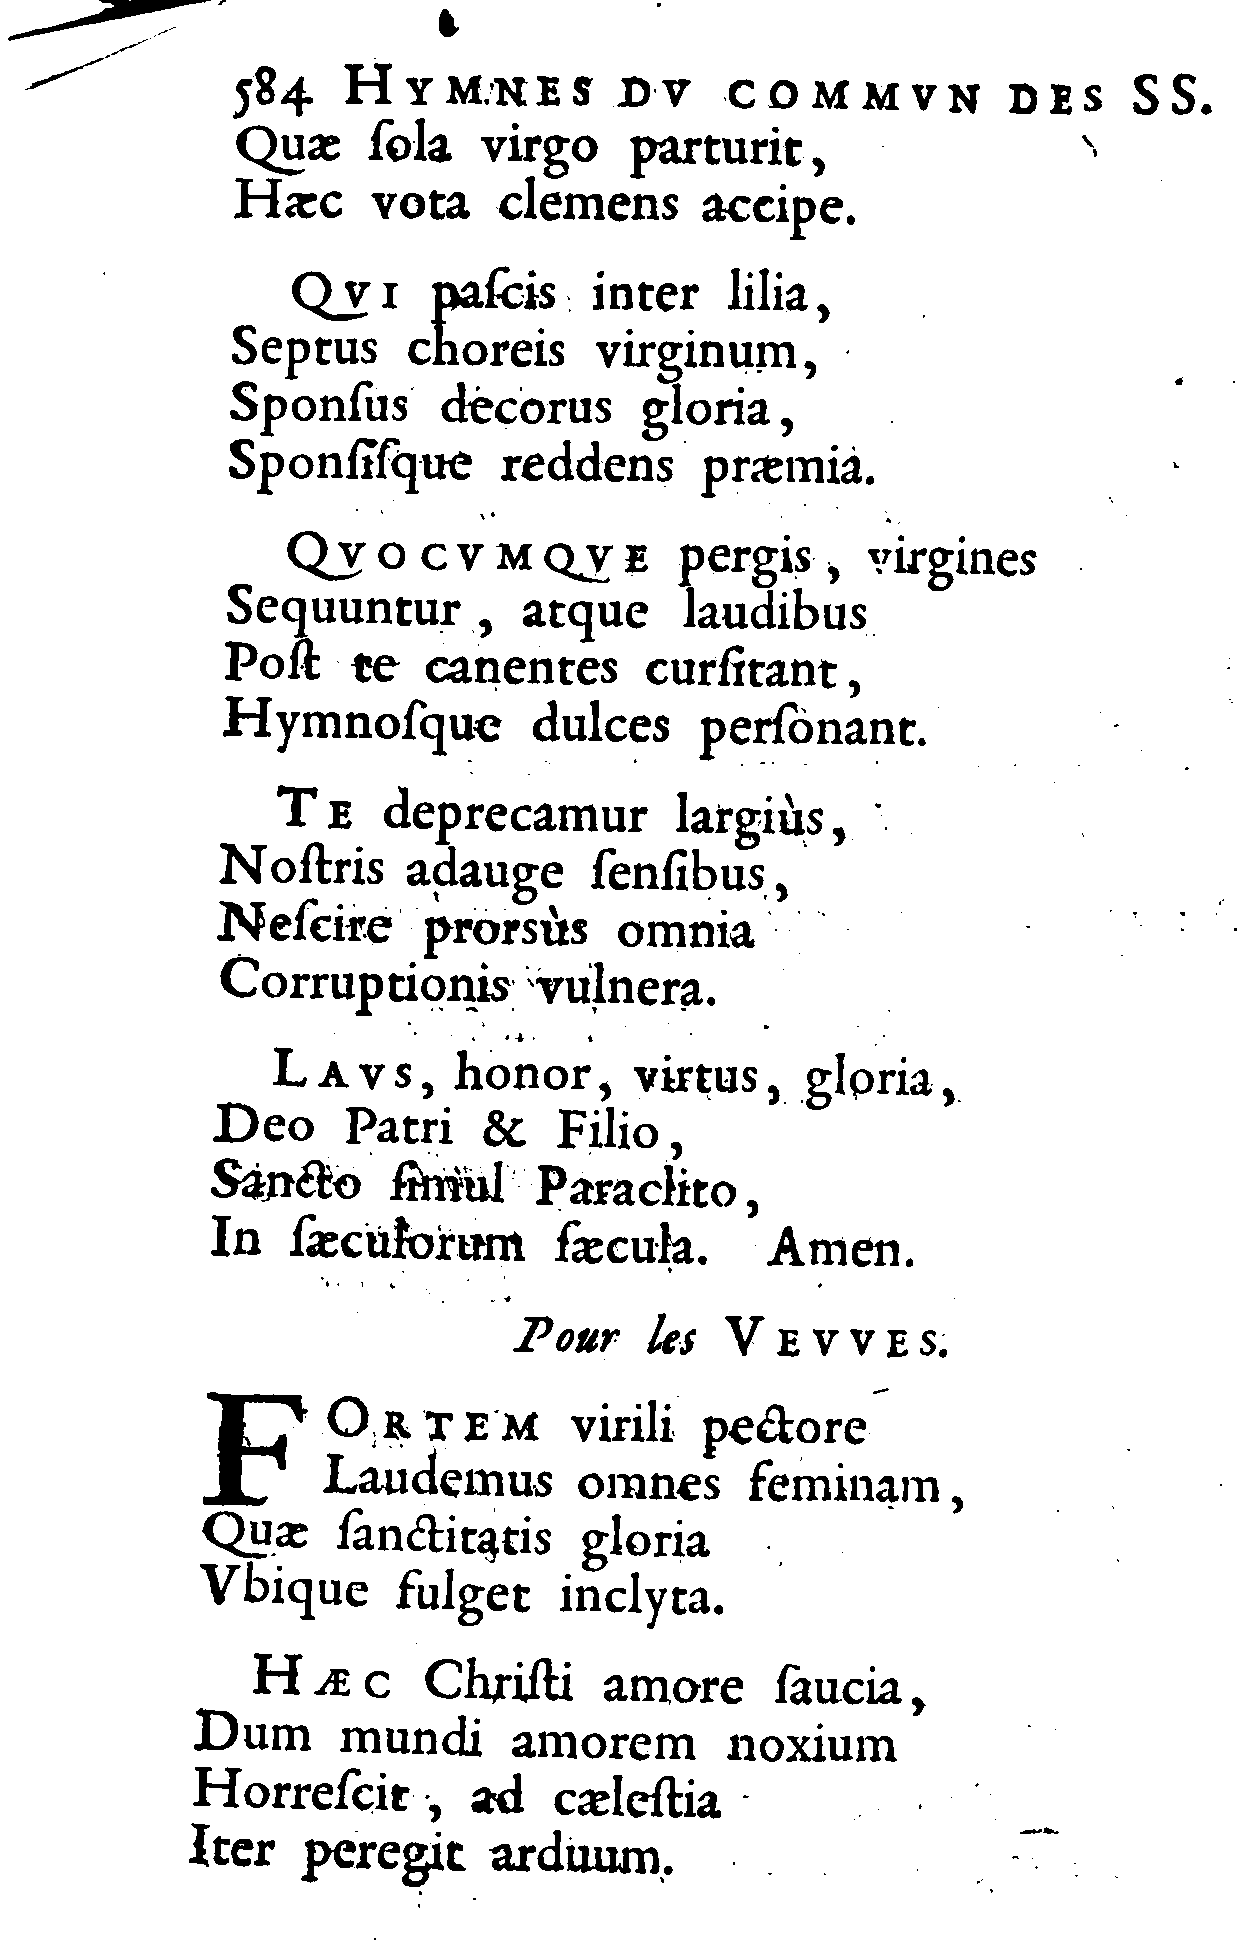 584 HYMNES DV COMMVN DES SS.
Quæ ſola virgo parturit,
Hæc vota clemens accipe.
QVI paſcis inter lilia,
Septus choreis virginum,
Sponſus decorus gloria,
Sponſiſque reddens præmia.
QVOCVMQVE pergis, virgines
Sequuntur, atque laudibus
Poſt te canentes curſitant,
Hymnoſque dulces perſonant.
TE deprecamur largiùs,
Noſtris adauge ſenſibus,
Neſcire prorsùs omnia
Corruptionis vulnera.
LAVS, honor, virtus, gloria,
Deo Patri & Filio,
Sancto ſimul Paraclito,
In ſæculorum ſæcula. Amen.
Pour les VEVVES.
FORTEM virili pectore
Laudemus omnes feminam,
Quæ ſanctitatis gloria
Vbique fulget inclyta.
HÆC Chriſti amore ſaucia,
Dum mundi amorem noxium
Horreſcit, ad cæleſtia
Iter peregit arduum.